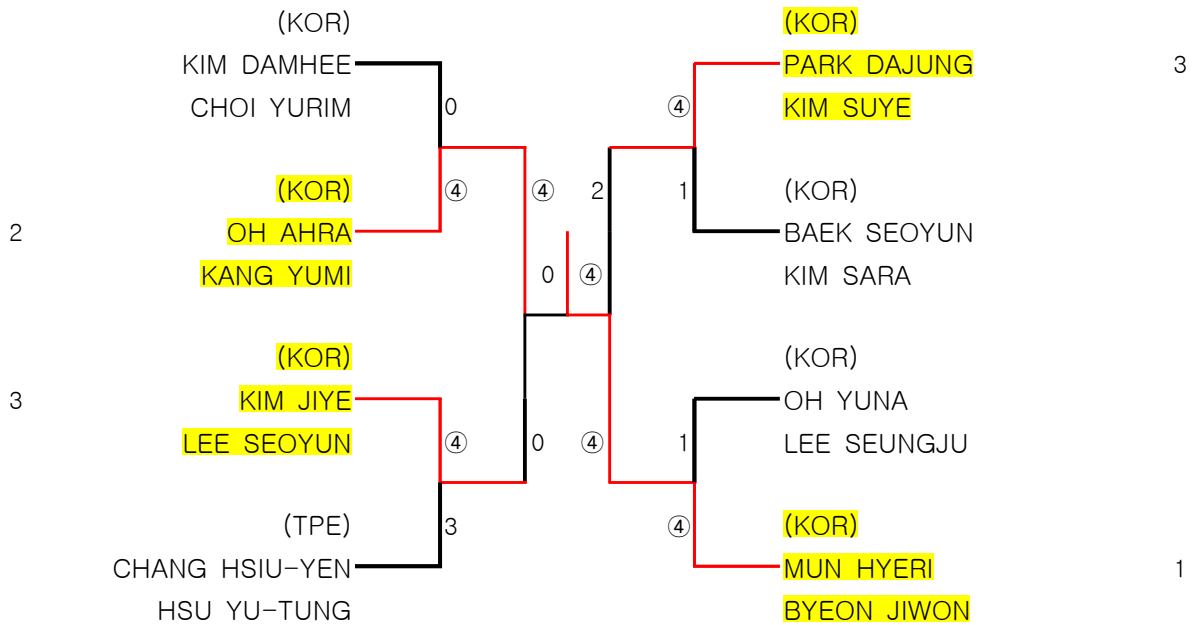 (KOR)
KIM DAMHEE
CHOI YURIM
0
(KOR)
2
OH AHRA
KANG YUMI
④
④
0
(KOR)
3
KIM JIYE
LEE SEOYUN
④
0
(TPE)
CHANG HSIU-YEN
HSU YU-TUNG
3
(KOR)
PARK DAJUNG
3
KIM SUYE
④
2
1
(KOR)
BAEK SEOYUN
KIM SARA
④
(KOR)
OH YUNA
LEE SEUNGJU
④
1
(KOR)
④
MUN HYERI
1
BYEON JIWON